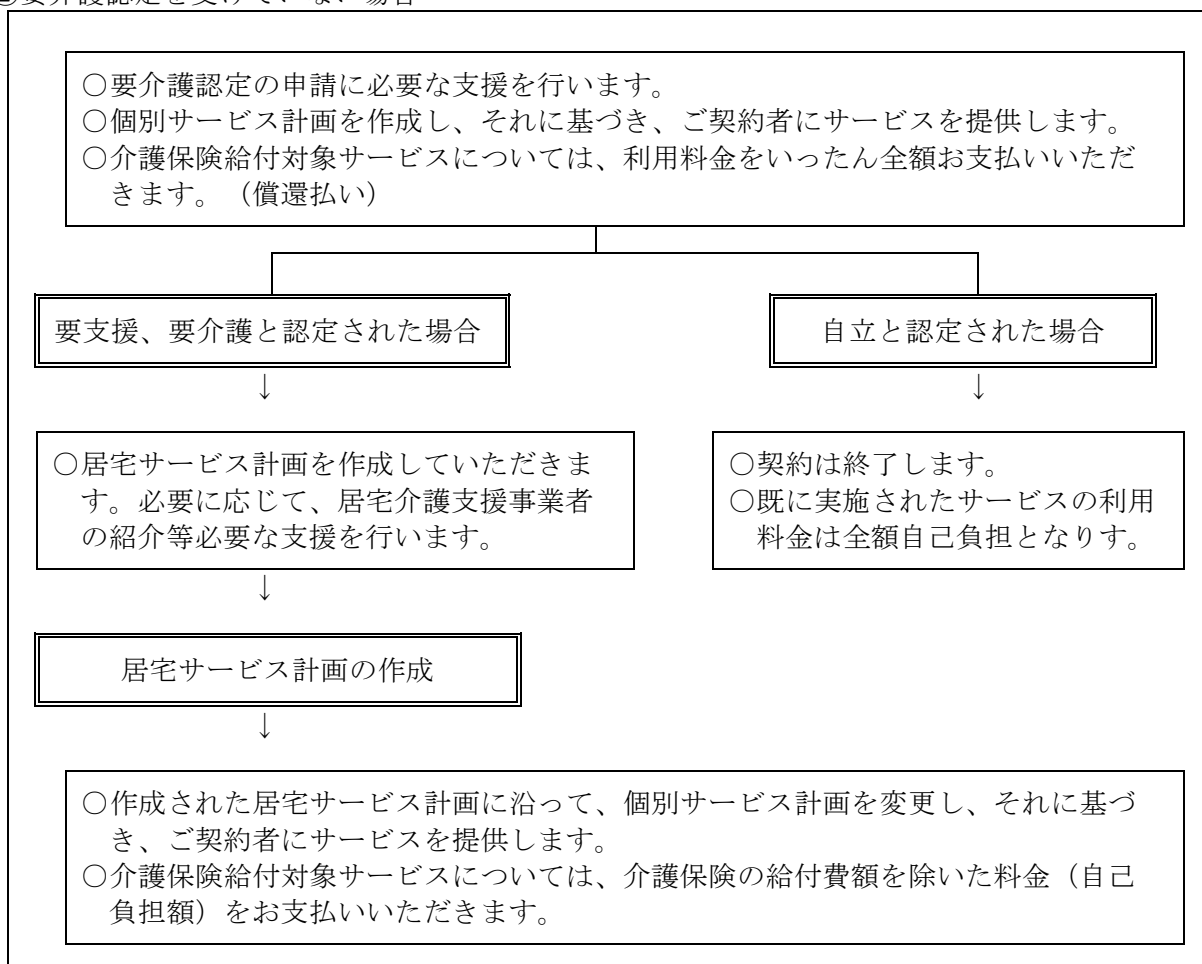 要介護認定を受けていない場合
○要介護認定の申請に必要な支援を行います。
○個別サービス計画を作成し、それに基づき、ご契約者にサービスを提供します。
○介護保険給付対象サービスについては、利用料金をいったん全額お支払いいただ
きます。（償還払い）
要支援、要介護と認定された場合
自立と認定された場合
↓
↓
○居宅サービス計画を作成していただきま
す。必要に応じて、居宅介護支援事業者
の紹介等必要な支援を行います。
○契約は終了します。
○既に実施されたサービスの利用
料金は全額自己負担となりす。
↓
居宅サービス計画の作成
↓
○作成された居宅サービス計画に沿って、個別サービス計画を変更し、それに基づ
き、ご契約者にサービスを提供します。
○介護保険給付対象サービスについては、介護保険の給付費額を除いた料金（自己
負担額）をお支払いいただきます。